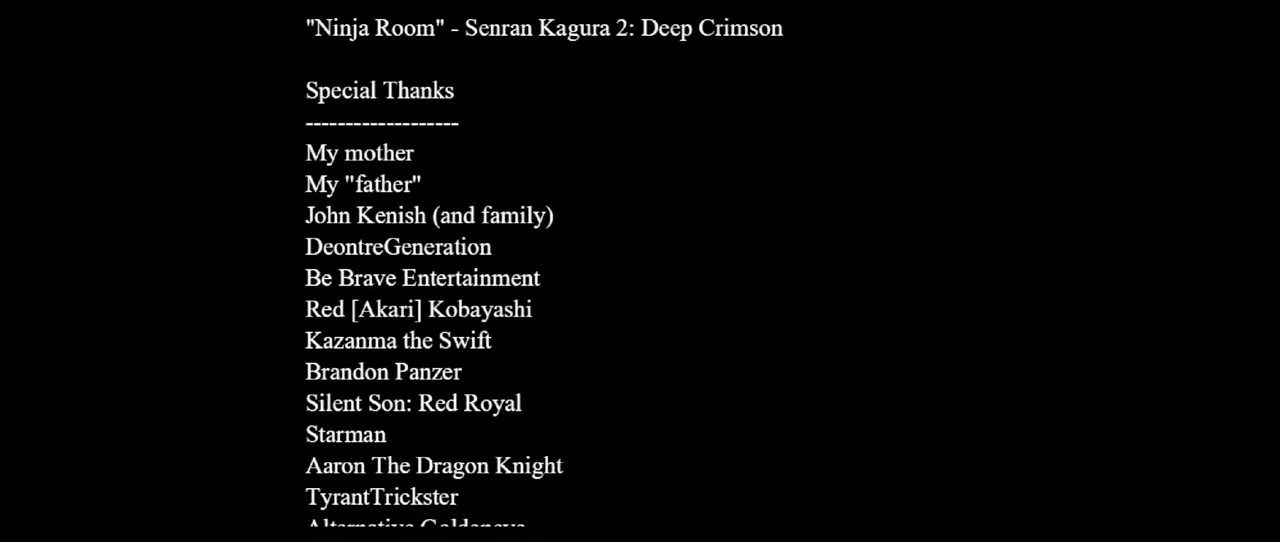 "Ninja Room" - Senran Kagura 2: Deep Crimson
Special Thanks
-------------------
My mother
My "father"
John Kenish (and family)
DeontreGeneration
Be Brave Entertainment
Red [Akari] Kobayashi
Kazanma the Swift
Brandon Panzer
Silent Son: Red Royal
Starman
Aaron The Dragon Knight
TyrantTrickster
Alternative Goldeneye